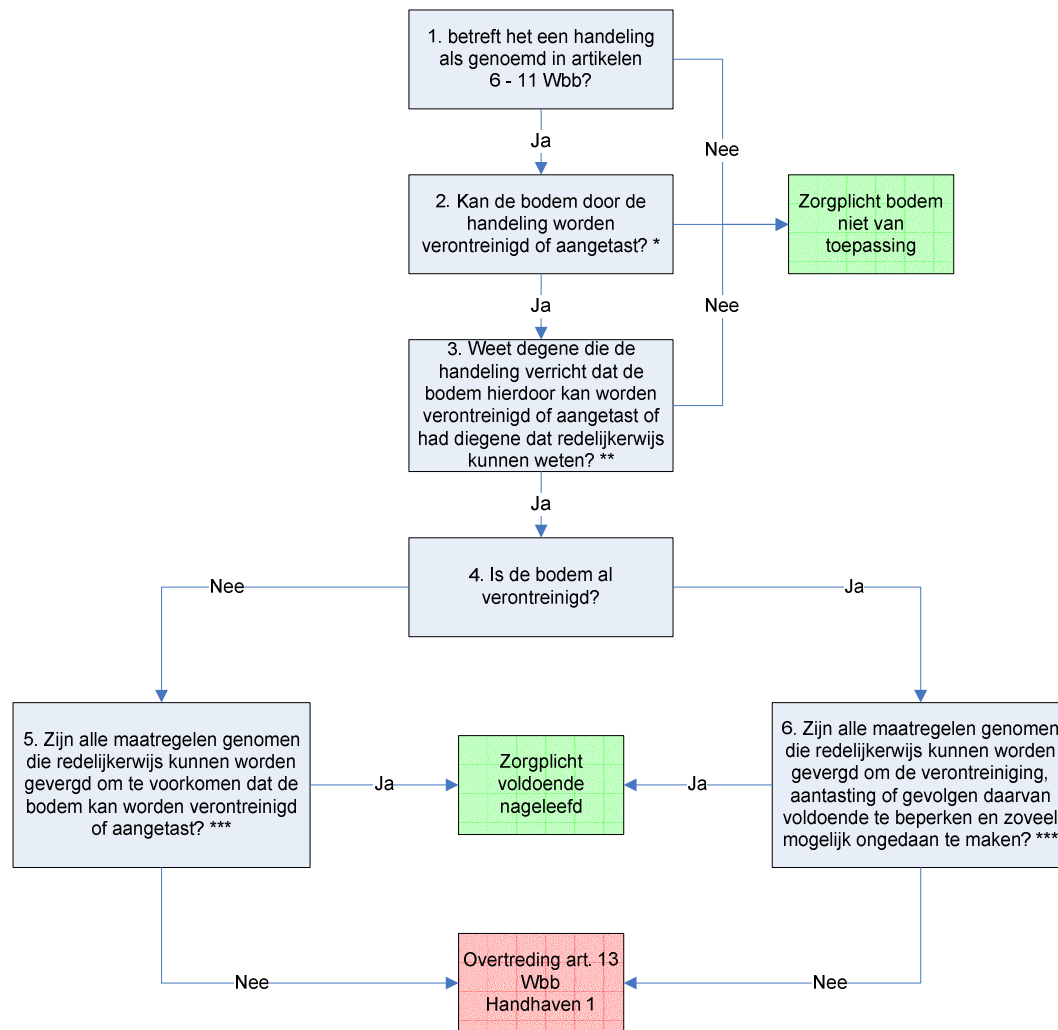 1. betreft het een handeling
als genoemd in artikelen
6 - 11 Wbb?
Ja
Nee
2. Kan de bodem door de
handeling worden
verontreinigd of aangetast? *
Zorgplicht bodem
niet van
toepassing
Ja
Nee
3. Weet degene die de
handeling verricht dat de
bodem hierdoor kan worden
verontreinigd of aangetast of
had diegene dat redelijkerwijs
kunnen weten? **
Ja
4. Is de bodem al
verontreinigd?
Nee
Ja
5. Zijn alle maatregelen genomen
die redelijkerwijs kunnen worden
gevergd om te voorkomen dat de
bodem kan worden verontreinigd
of aangetast? ***
Ja
Zorgplicht
voldoende
nageleefd
Ja
6. Zijn alle maatregelen genomen
die redelijkerwijs kunnen worden
gevergd om de verontreiniging,
aantasting of gevolgen daarvan
voldoende te beperken en zoveel
mogelijk ongedaan te maken? ***
Nee
Overtreding art. 13
Wbb
Handhaven 1
Nee